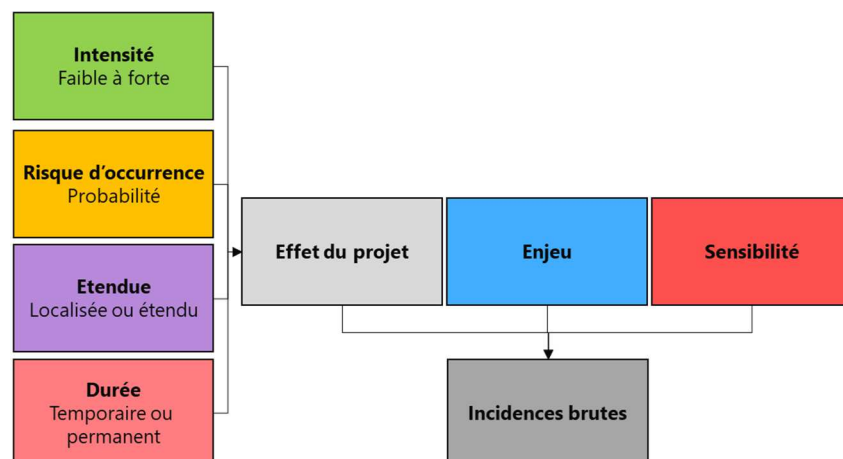 Intensité
Faible à forte
Risque d'occurrence
Probabilité
Etendue
Localisée ou étendu
Durée
Temporaire ou
permanent
Effet du projet
Enjeu
Sensibilité
Incidences brutes